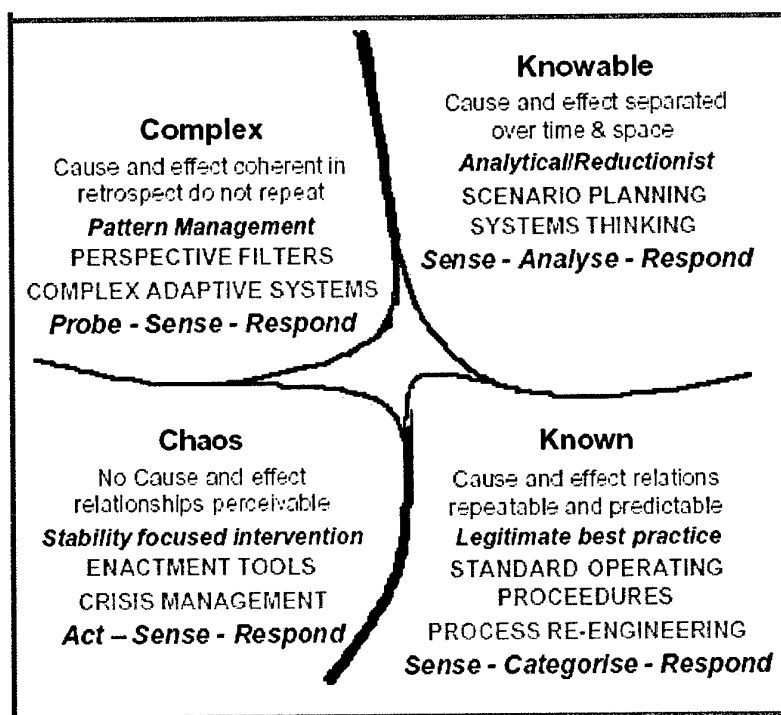 Complex
Cause and effect coherent in
retrospect do not repeat
Pattern Management
PERSPECTIVE FILTERS
COMPLEX ADAPTIVE SYSTEMS
Probe - Sense - Respond
Knowable
Cause and effect separated
over time & space
Analytical/Reductionist
SCENARIO PLANNING
SYSTEMS THINKING
Sense - Analyse - Respond
Chaos
No Cause and effect
relationships perceivable
Stability focused intervention
ENACTMENT TOOLS
CRISIS MANAGEMENT
Act – Sense - Respond
Known
Cause and effect relations
repeatable and predictable
Legitimate best practice
STANDARD OPERATING
PROCEEDURES
PROCESS RE-ENGINEERING
Sense - Categorise - Respond